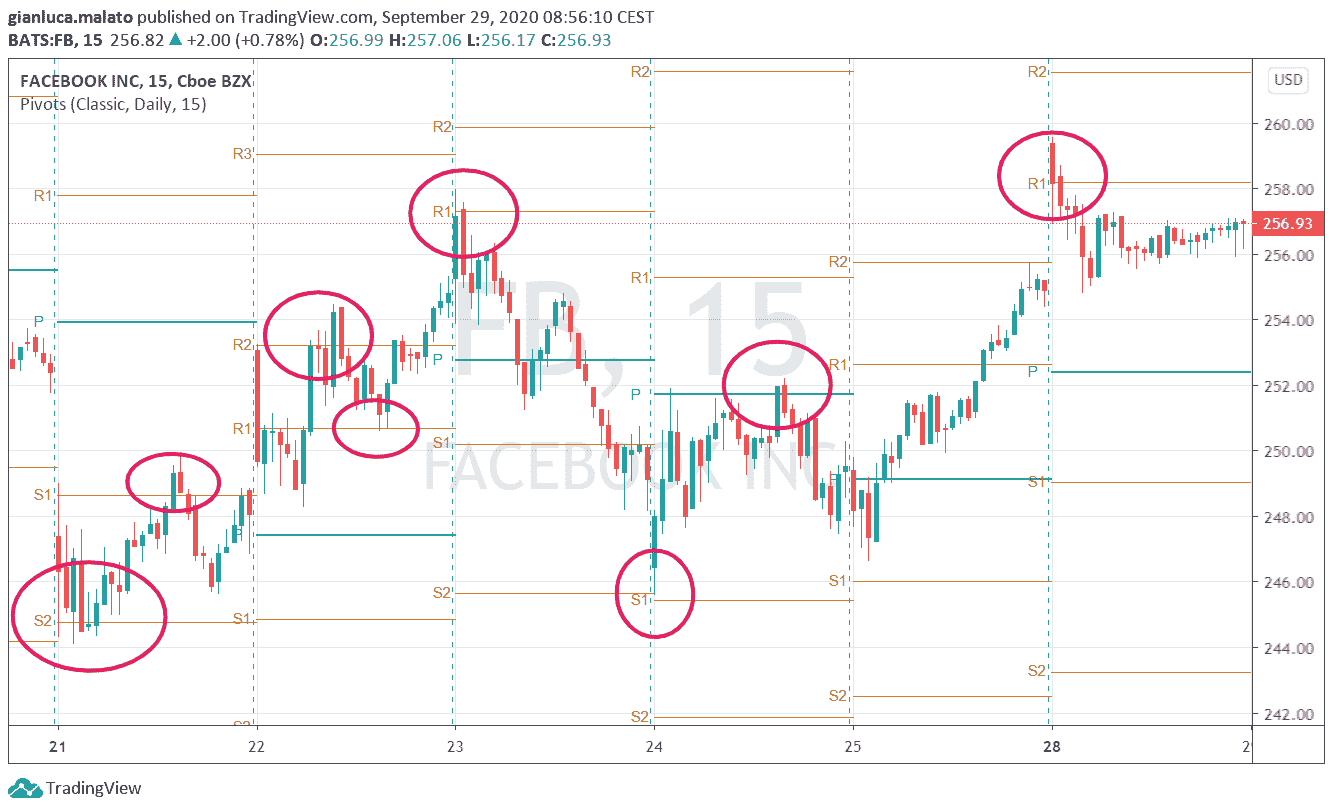 gianluca.malato published on TradingView.com, September 29, 2020 08:56:10 CEST
BATS:FB, 15 256.82 ▲ +2.00 (+0.78%) O:256.99 H:257.06 L:256.17 C:256.93
FACEBOOK INC, 15, Cboe BZX
Pivots (Classic, Daily, 15)
USD
R2
R2
R2
260.00
R3
R1
258.00
R1
R1
256.93
256.00
R2
R1
FB, 15
254.00
P
R2
P
R1
252.00
P
P
R1
S1
250.00
FACEBOOK INC
S1
P
S1
248.00
P
246.00
S1
S2
S1
S2
S1
244.00
S2
S2
S2
242.00
21
22
23
24
25
28
TradingView